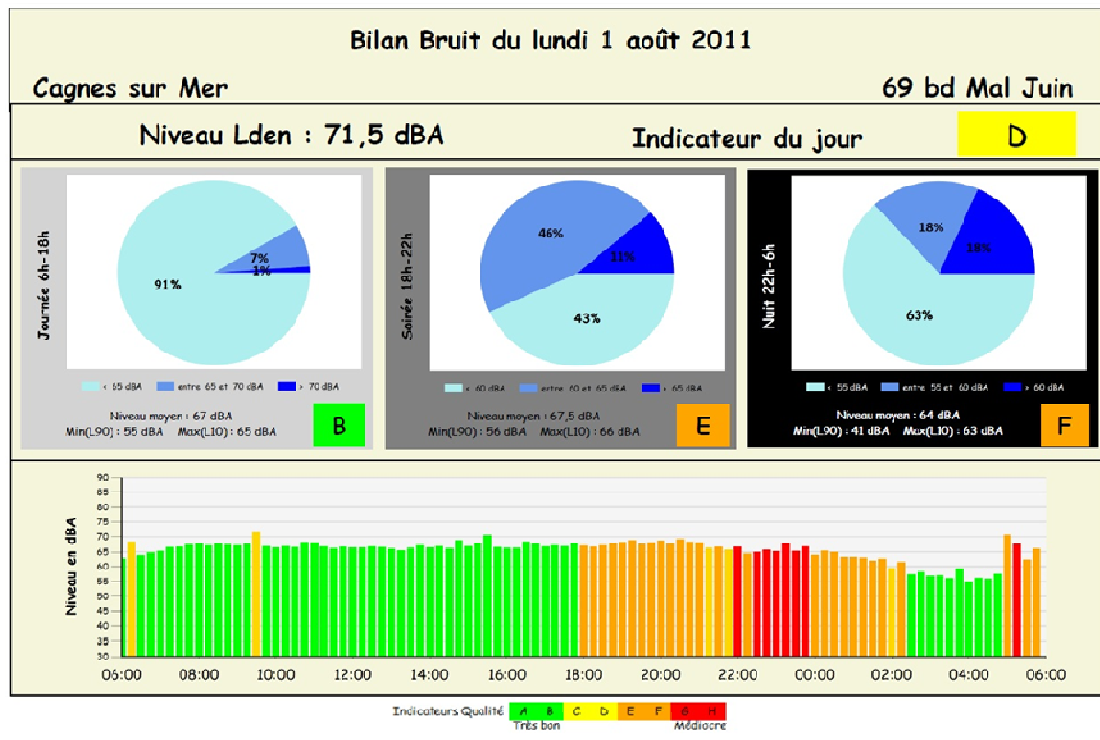 Bilan Bruit du lundi 1 août 2011
Cagnes sur Mer 69 bd Mal Juin
Niveau Lden : 71,5 dBA Indicateur du jour D
Journée 6h-18h
91%
7%
1%
< 65 dBA entre 65 et 70 dBA > 70 dBA
Niveau moyen : 67 dBA
Min(L90) : 55 dBA Max(L10) : 65 dBA
B
Soirée 18h-22h
46%
11%
43%
< 60 dBA entre 60 et 65 dBA > 65 dBA
Niveau moyen : 67,5 dBA
Min(L90) : 56 dBA Max(L10) : 66 dBA
E
Nuit 22h-6h
18%
18%
63%
< 55 dBA entre 55 et 60 dBA > 60 dBA
Niveau moyen : 64 dBA
Min(L90) : 41 dBA Max(L10) : 63 dBA
F
Niveau en dBA
90
85
80
75
70
65
60
55
50
45
40
35
30
06:00 08:00 10:00 12:00 14:00 16:00 18:00 20:00 22:00 00:00 02:00 04:00 06:00
Indicateurs Qualité A B C D E F G H
Très bon Médiocre